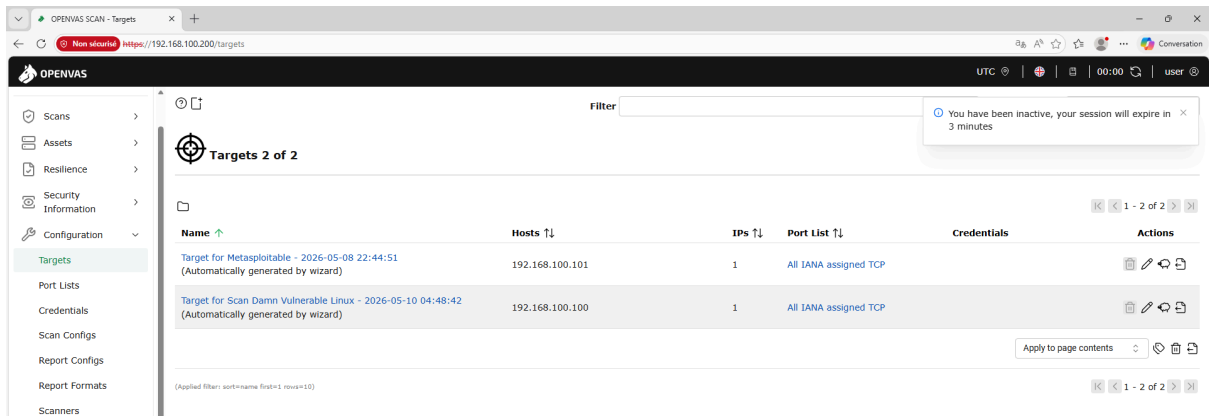 OPENVAS SCAN - Targets
Non sécurisé https://192.168.100.200/targets
Conversation
OPENVAS
UTC
00:00
user
Scans
Assets
Resilience
Security
Information
Configuration
Targets
Port Lists
Credentials
Scan Configs
Report Configs
Report Formats
Scanners
Filter
You have been inactive, your session will expire in
3 minutes
Targets 2 of 2
1 - 2 of 2
Name Hosts IPs Port List Credentials Actions
Target for Metasploitable - 2026-05-08 22:44:51
(Automatically generated by wizard)
192.168.100.101 1 All IANA assigned TCP
Target for Scan Damn Vulnerable Linux - 2026-05-10 04:48:42
(Automatically generated by wizard)
192.168.100.100 1 All IANA assigned TCP
Apply to page contents
(Applied filter: sort=name first=1 rows=10)
1 - 2 of 2